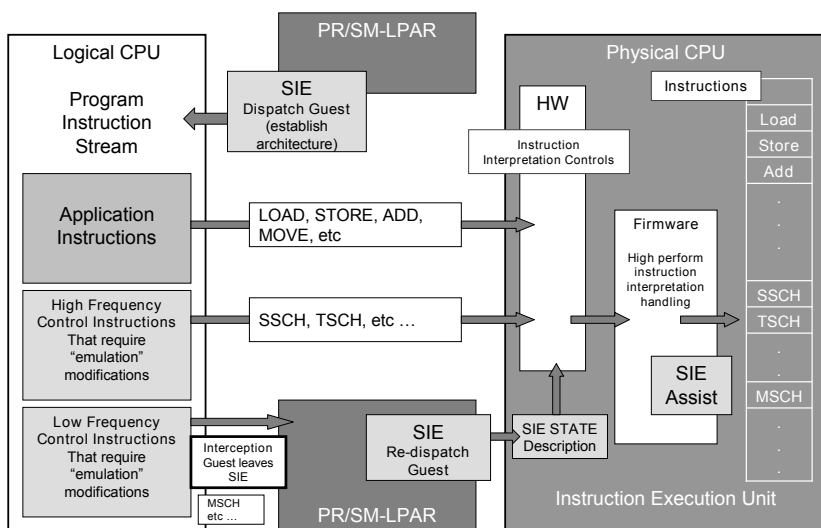 PR/SM-LPAR
Logical CPU
Program
Instruction
Stream
SIE
Dispatch Guest
(establish
architecture)
Application
Instructions
LOAD, STORE, ADD,
MOVE, etc
High Frequency
Control Instructions
That require
“emulation”
modifications
SSCH, TSCH, etc ...
Low Frequency
Control Instructions
That require
“emulation”
modifications
Interception
Guest leaves
SIE
MSCH
etc ...
SIE
Re-dispatch
Guest
PR/SM-LPAR
Physical CPU
HW
Instruction
Interpretation Controls
Instructions
Load
Store
Add
.
.
.
SSCH
TSCH
.
.
MSCH
.
.
.
Firmware
High perform
instruction
interpretation
handling
SIE
Assist
SIE STATE
Description
Instruction Execution Unit